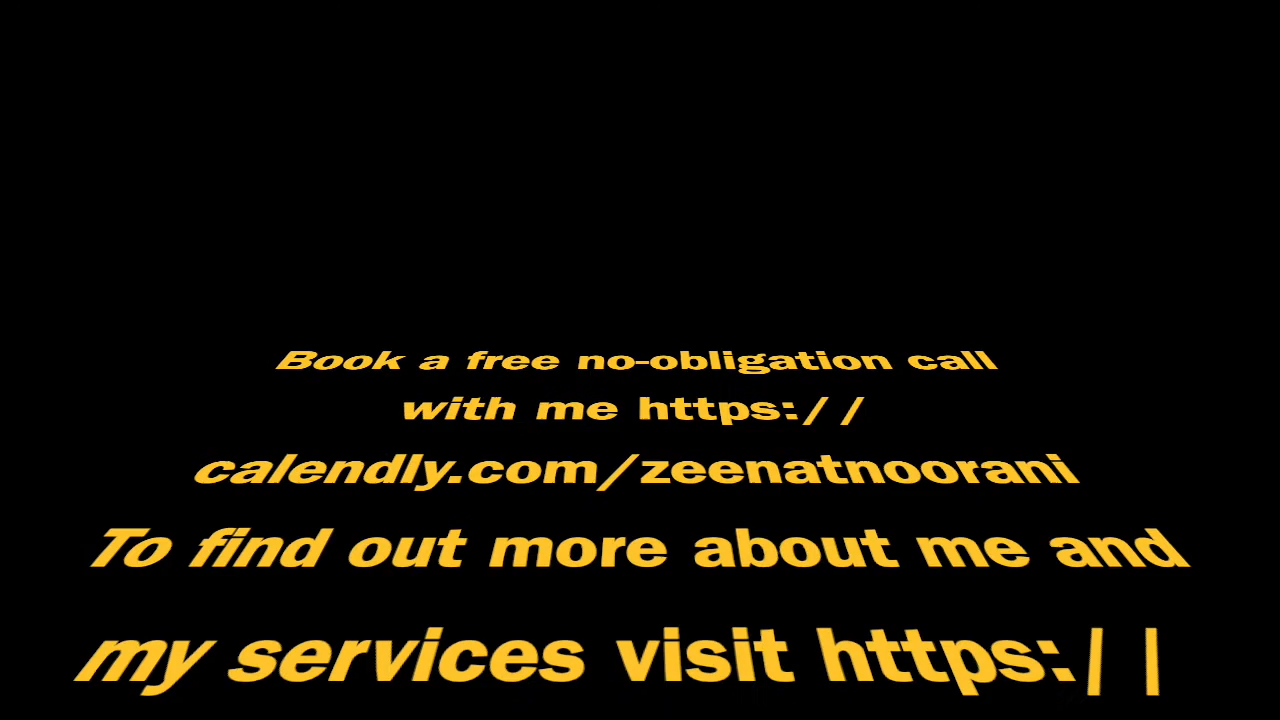 Book a free no-obligation call
with me https://
calendly.com/zeenatnoorani
To find out more about me and
my services visit https://